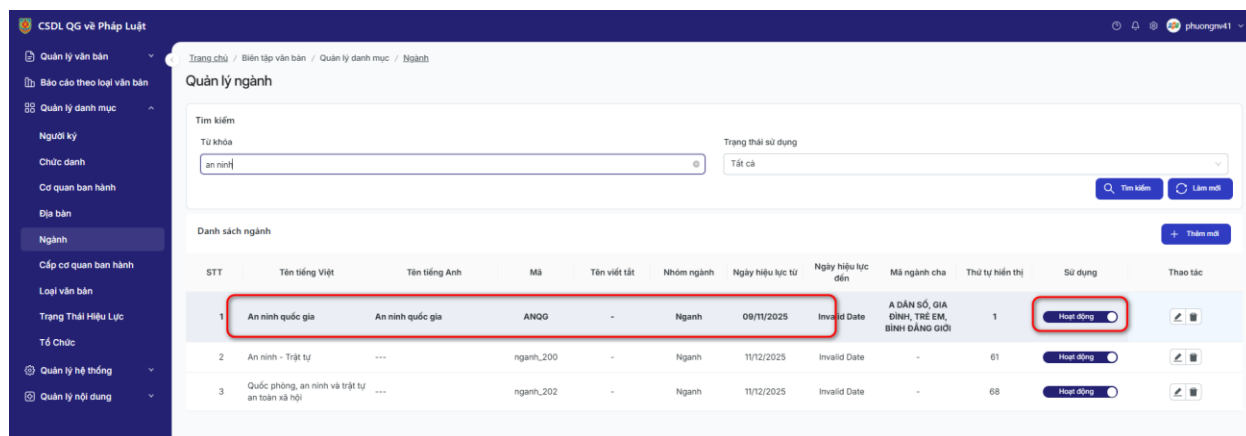 CSDL QG về Pháp Luật
phuongnv41
Quản lý văn bản
Báo cáo theo loại văn bản
Quản lý danh mục
Người ký
Chức danh
Cơ quan ban hành
Địa bàn
Ngành
Cấp cơ quan ban hành
Loại văn bản
Trạng Thái Hiệu Lực
Tổ Chức
Quản lý hệ thống
Quản lý nội dung
Trang chủ / Biên tập văn bản / Quản lý danh mục / Ngành
Quản lý ngành
Tìm kiếm
Từ khóa
Trạng thái sử dụng
an ninh
Tất cả
Tìm kiếm
Làm mới
Danh sách ngành
Thêm mới
STT Tên tiếng Việt Tên tiếng Anh Mã Tên viết tắt Nhóm ngành Ngày hiệu lực từ Ngày hiệu lực đến Mã ngành cha Thứ tự hiển thị Sử dụng Thao tác
1 An ninh quốc gia An ninh quốc gia ANQG - Nganh 09/11/2025 Invalid Date A DÂN SỐ, GIA ĐÌNH, TRẺ EM, BÌNH ĐẲNG GIỚI 1 Hoạt động
2 An ninh - Trật tự --- nganh_200 - Nganh 11/12/2025 Invalid Date - 61 Hoạt động
3 Quốc phòng, an ninh và trật tự an toàn xã hội --- nganh_202 - Nganh 11/12/2025 Invalid Date - 68 Hoạt động